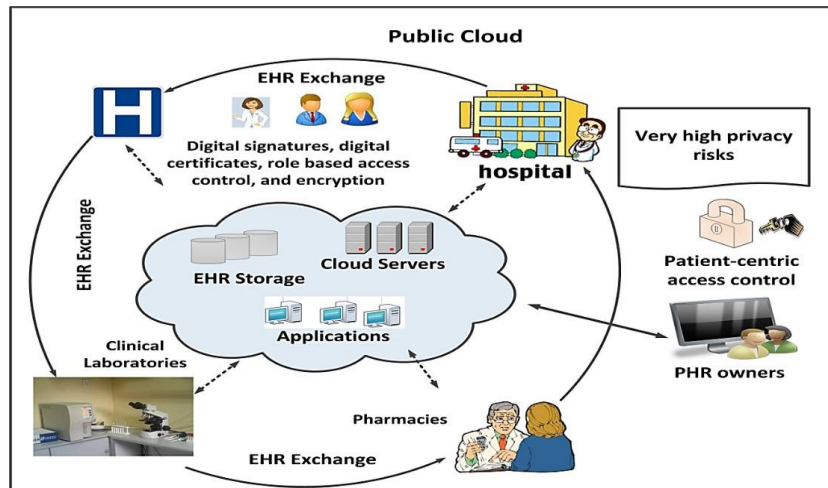 Public Cloud
EHR Exchange
H
Digital signatures, digital
certificates, role based access
control, and encryption
hospital
Very high privacy
risks
EHR Exchange
EHR Storage
Cloud Servers
Applications
Patient-centric
access control
PHR owners
Clinical
Laboratories
Pharmacies
EHR Exchange